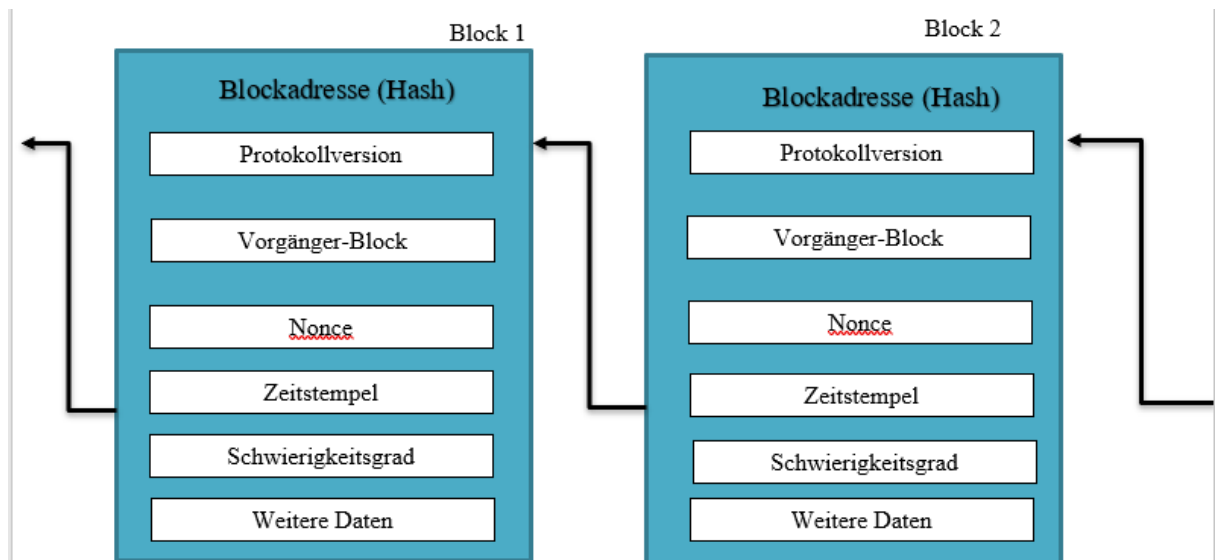 Block 1
Blockadresse (Hash)
Protokollversion
Vorgänger-Block
Nonce
Zeitstempel
Schwierigkeitsgrad
Weitere Daten
Block 2
Blockadresse (Hash)
Protokollversion
Vorgänger-Block
Nonce
Zeitstempel
Schwierigkeitsgrad
Weitere Daten